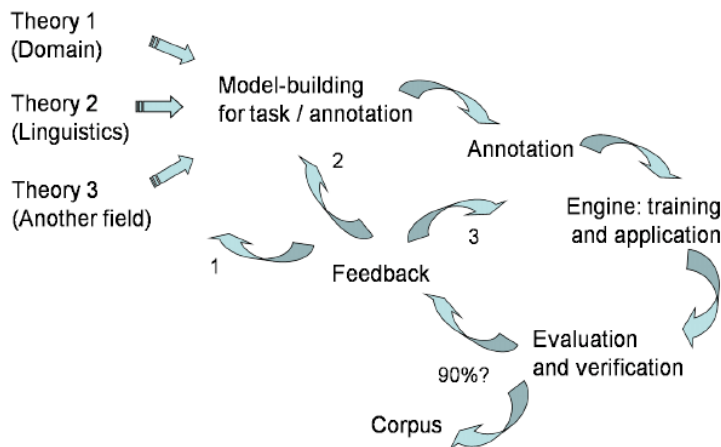 Theory 1
(Domain)
Theory 2
(Linguistics)
Theory 3
(Another field)
Model-building
for task / annotation
Annotation
Engine: training
and application
2
3
1
Feedback
Evaluation
and verification
90%?
Corpus